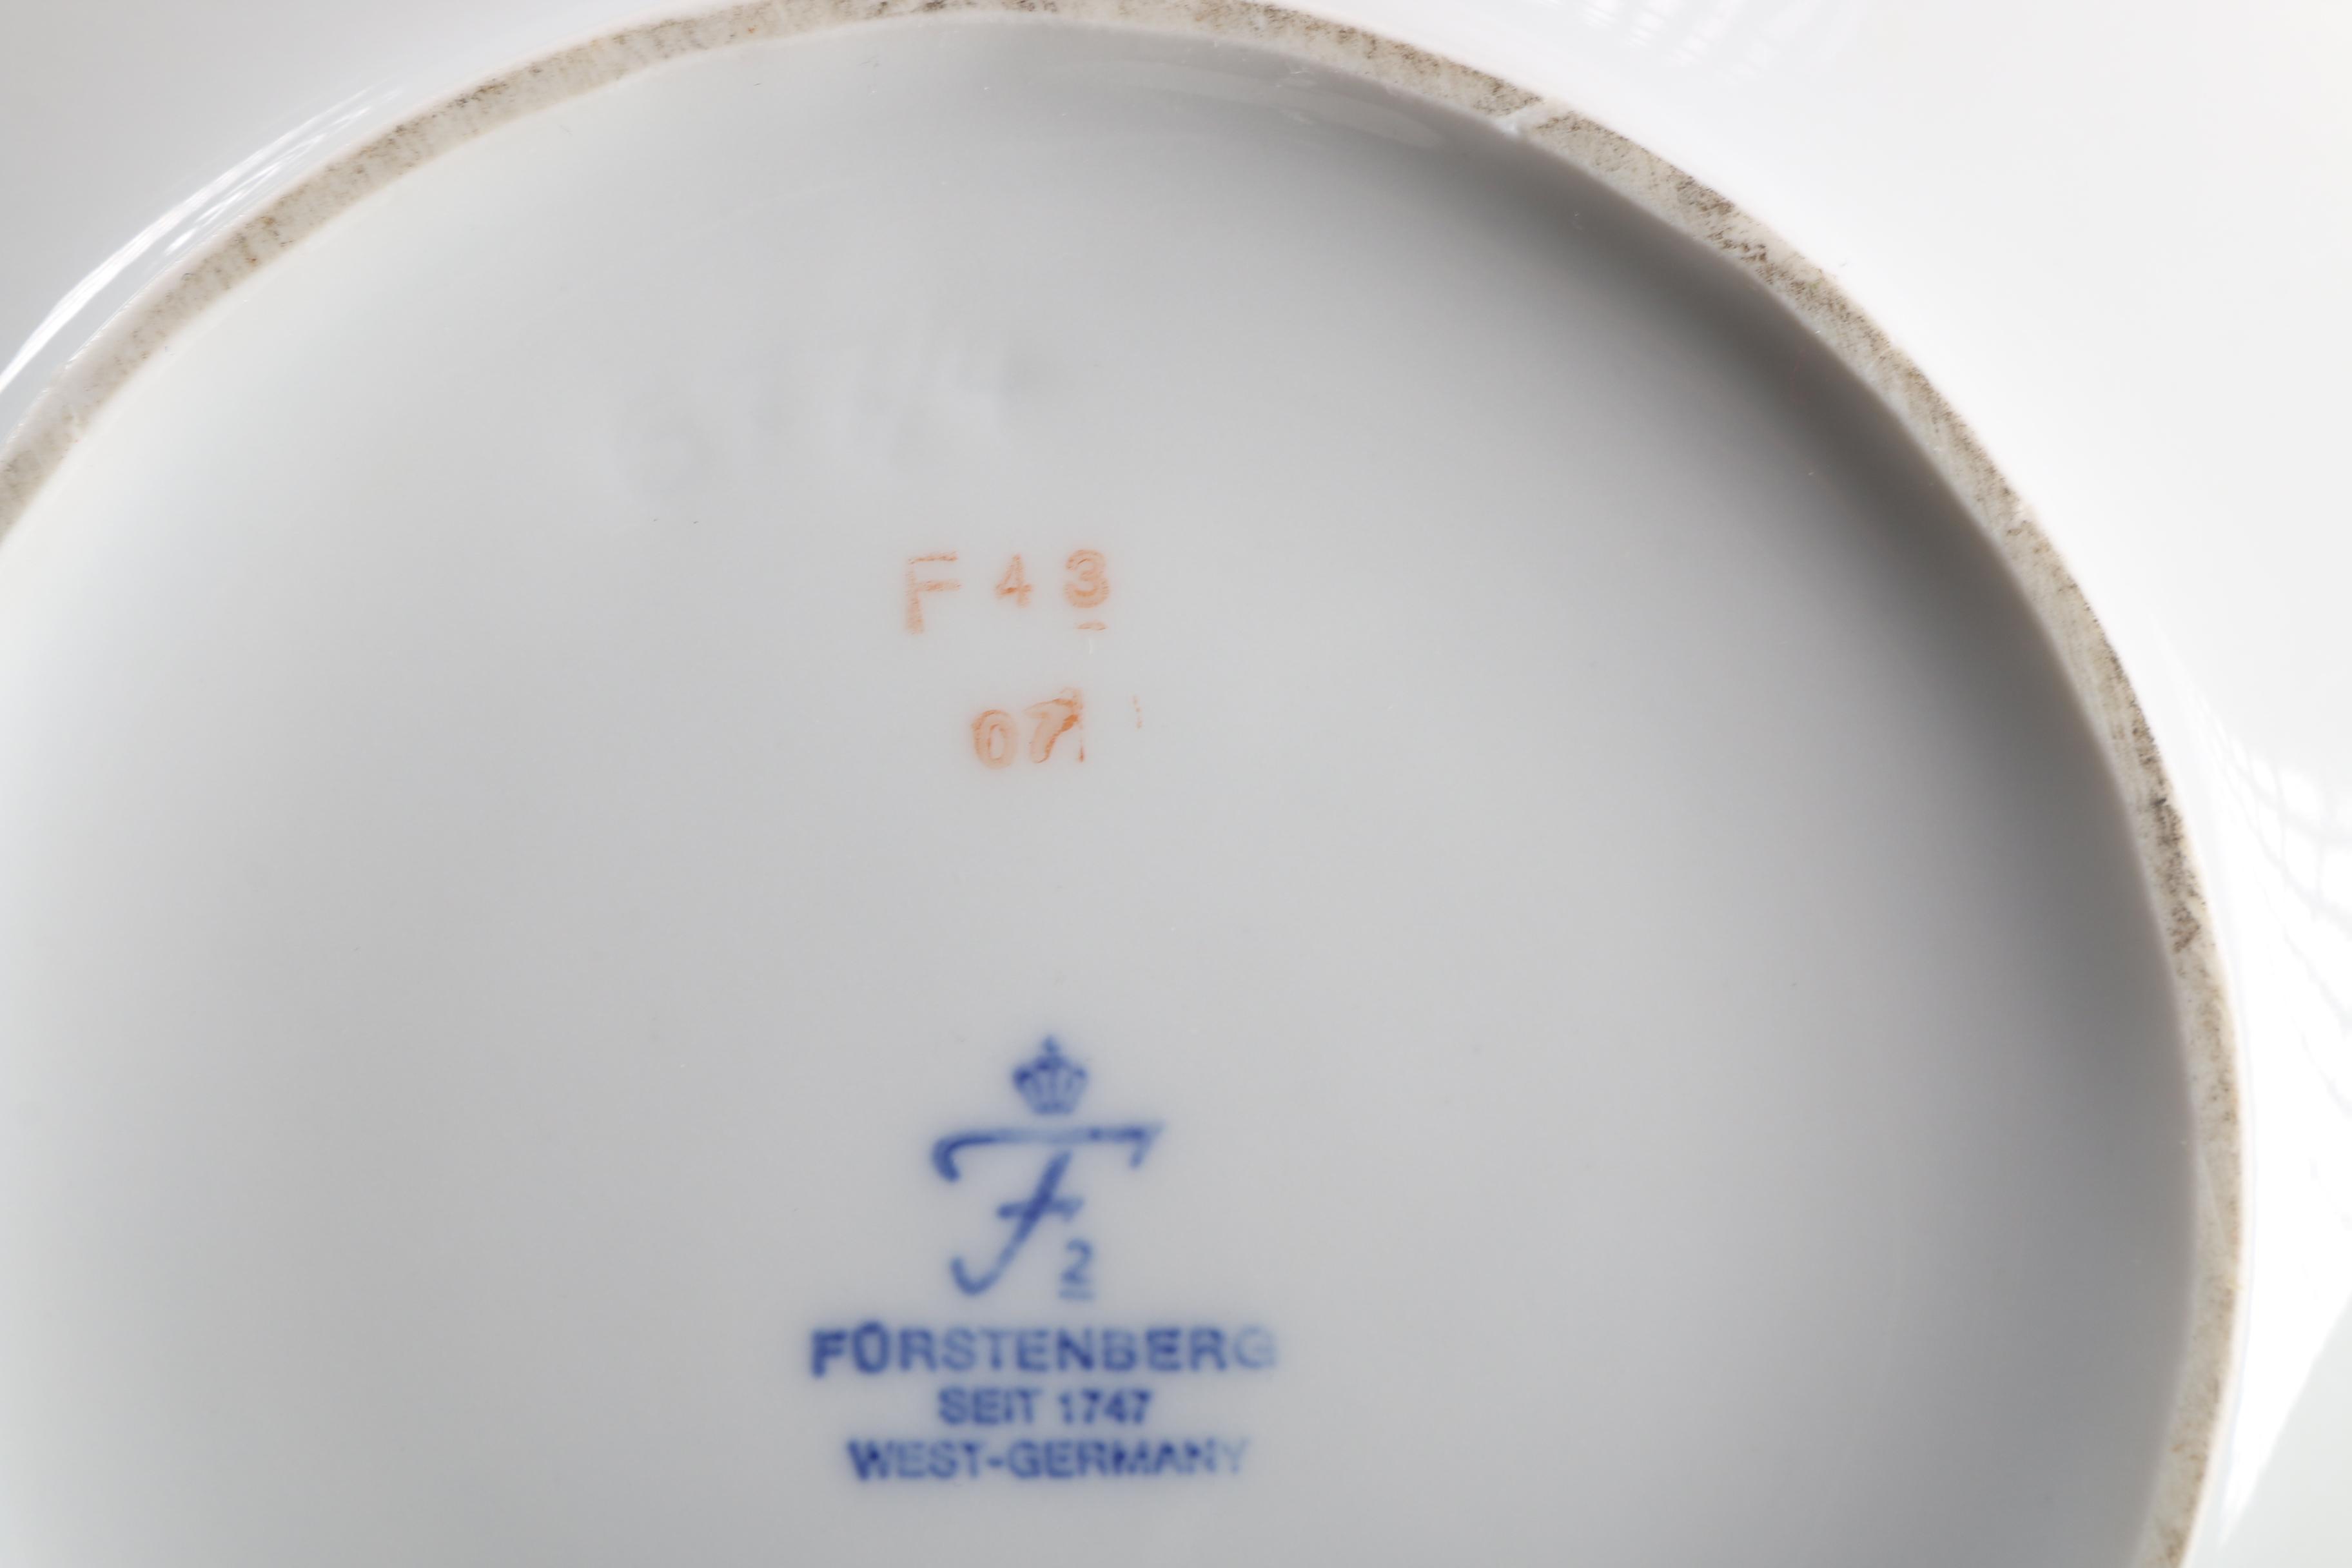 F 4 3
07
F 2
FÜRSTENBERG
SEIT 1747
WEST-GERMANY